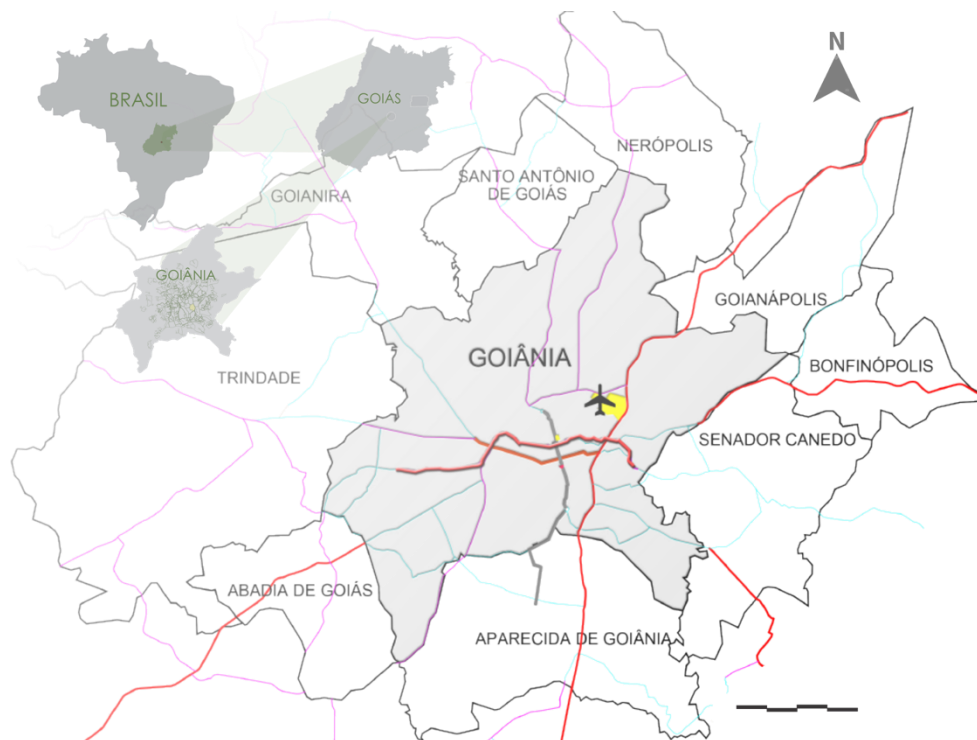 N
BRASIL
GOIÁS
NERÓPOLIS
SANTO ANTÔNIO
DE GOIÁS
GOIANIRA
GOIÂNIA
GOIANÁPOLIS
GOIÂNIA
BONFINÓPOLIS
TRINDADE
SENADOR CANEDO
ABADIA DE GOIÁS
APARECIDA DE GOIÂNIA